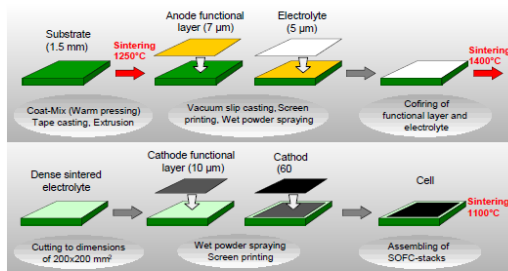 Substrate
(1.5 mm)
Sintering
1250°C
Anode functional
layer (7 µm)
Electrolyte
(5 µm)
Sintering
1400°C
Coat-Mix (Warm pressing)
Tape casting, Extrusion
Vacuum slip casting, Screen
printing, Wet powder spraying
Cofiring of
functional layer and
electrolyte
Dense sintered
electrolyte
Cathode functional
layer (10 µm)
Cathod
(60
Cell
Sintering
1100°C
Cutting to dimensions
of 200x200 mm²
Wet powder spraying
Screen printing
Assembling of
SOFC-stacks